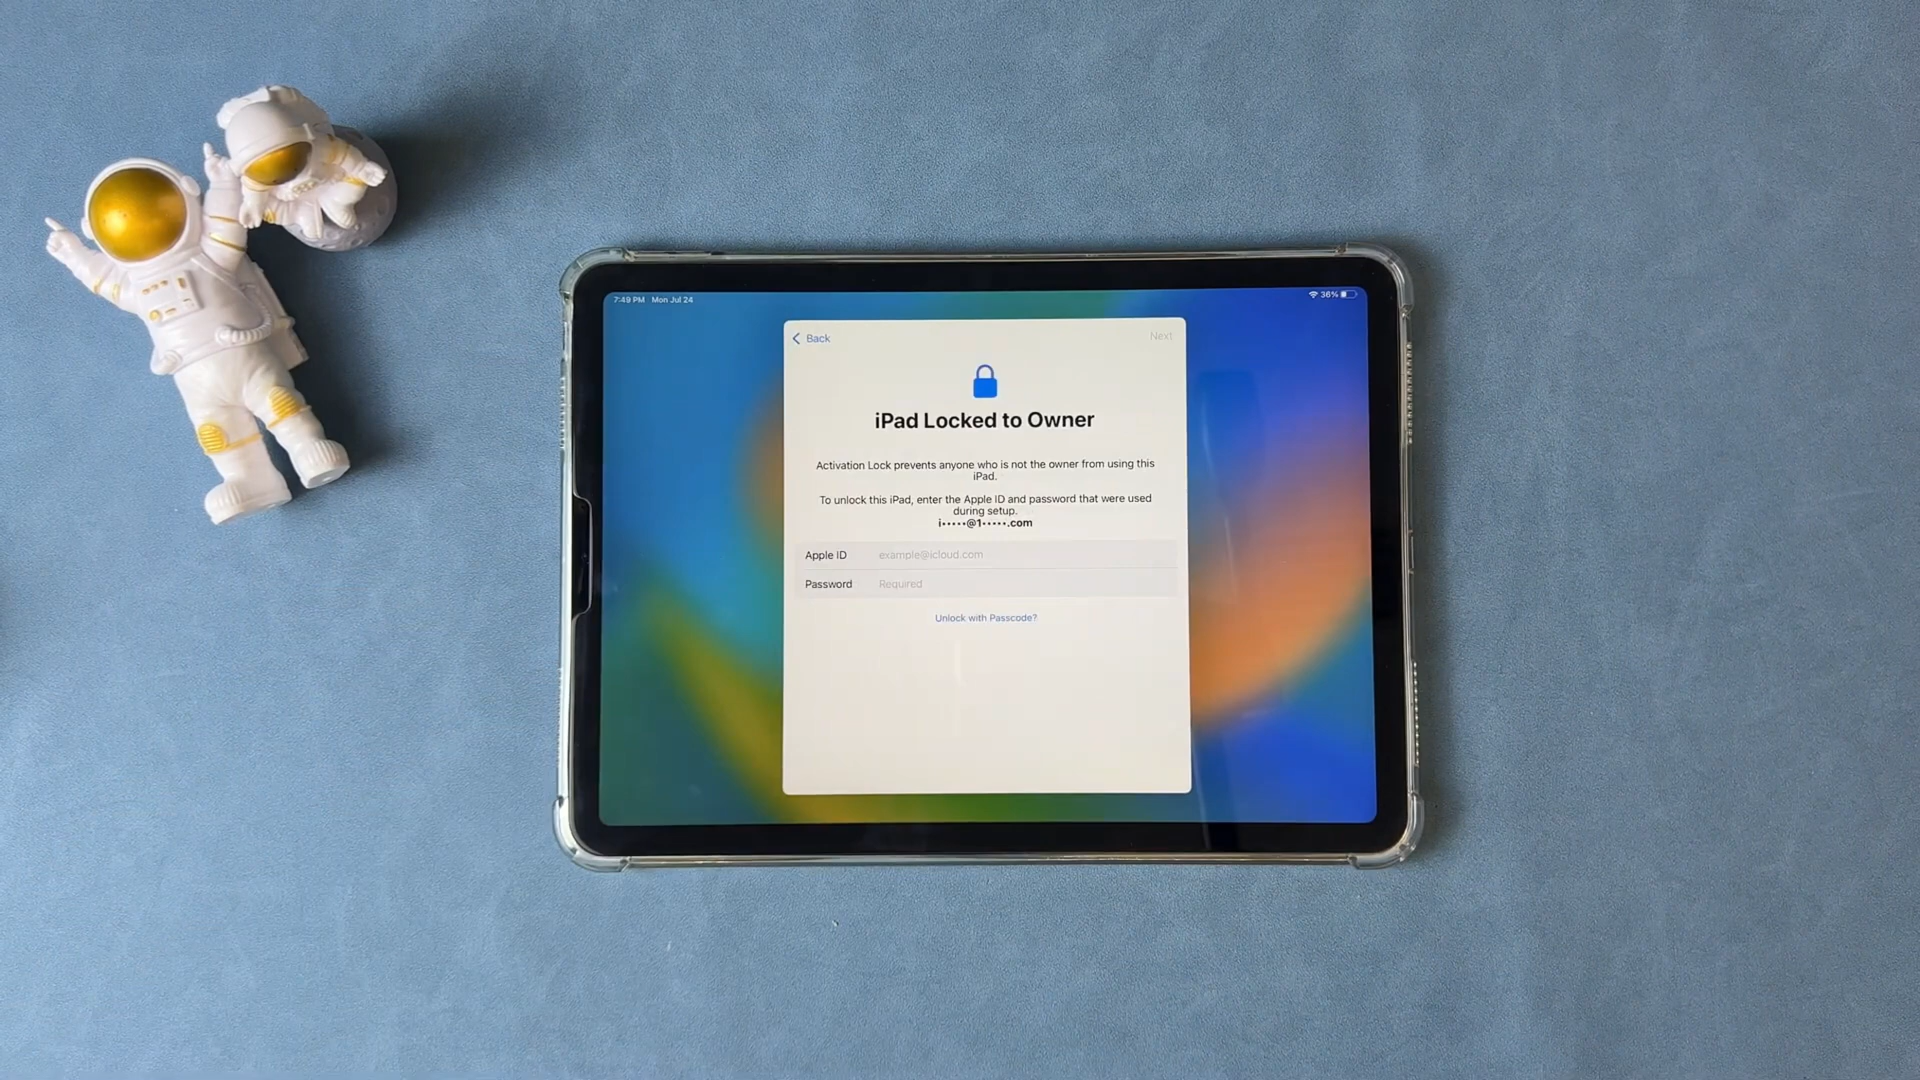 7:49 PM Mon Jul 24
36%
Back
Next
iPad Locked to Owner
Activation Lock prevents anyone who is not the owner from using this
iPad.
To unlock this iPad, enter the Apple ID and password that were used
during setup.
i•••••@1•••••.com
Apple ID example@icloud.com
Password Required
Unlock with Passcode?